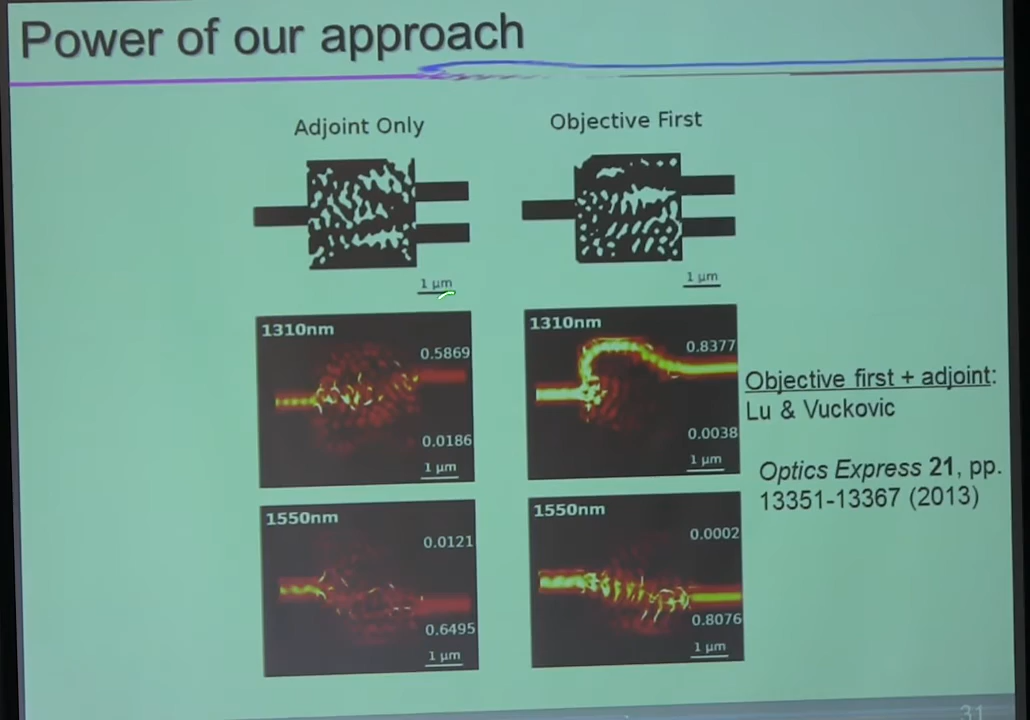 Power of our approach
Adjoint Only
Objective First
1 μm
1 μm
1310nm
0.5869
0.0186
1 μm
1310nm
0.8377
0.0038
1 μm
1550nm
0.0121
0.6495
1 μm
1550nm
0.0002
0.8076
1 μm
Objective first + adjoint:
Lu & Vuckovic
Optics Express 21, pp.
13351-13367 (2013)
31